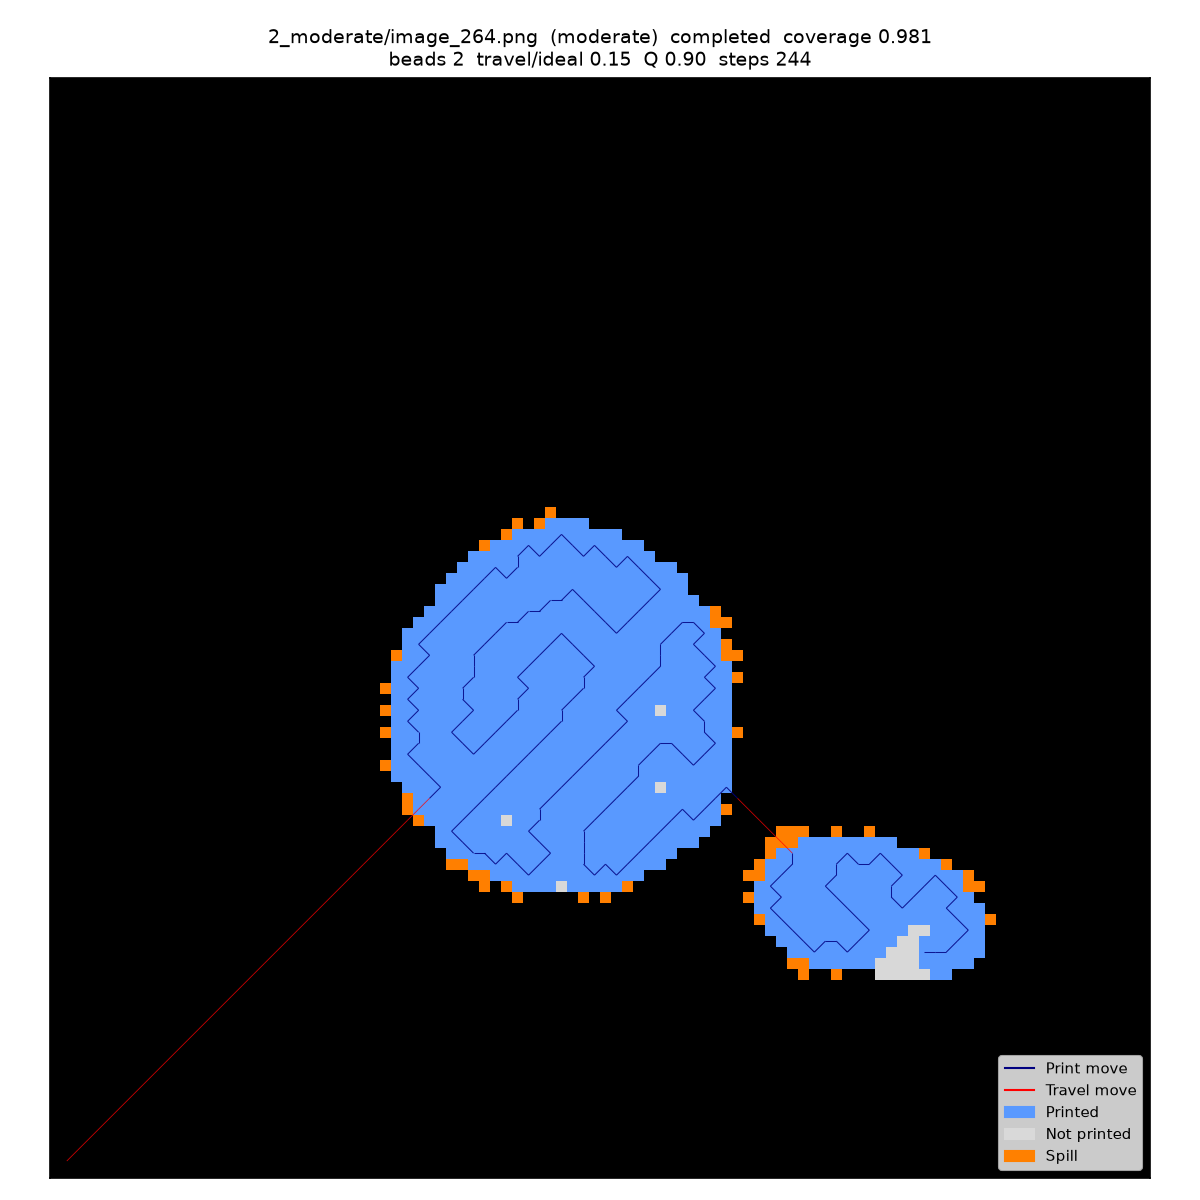 2_moderate/image_264.png  (moderate)  completed  coverage 0.981
beads 2  travel/ideal 0.15  Q 0.90  steps 244
Print move
Travel move
Printed
Not printed
Spill